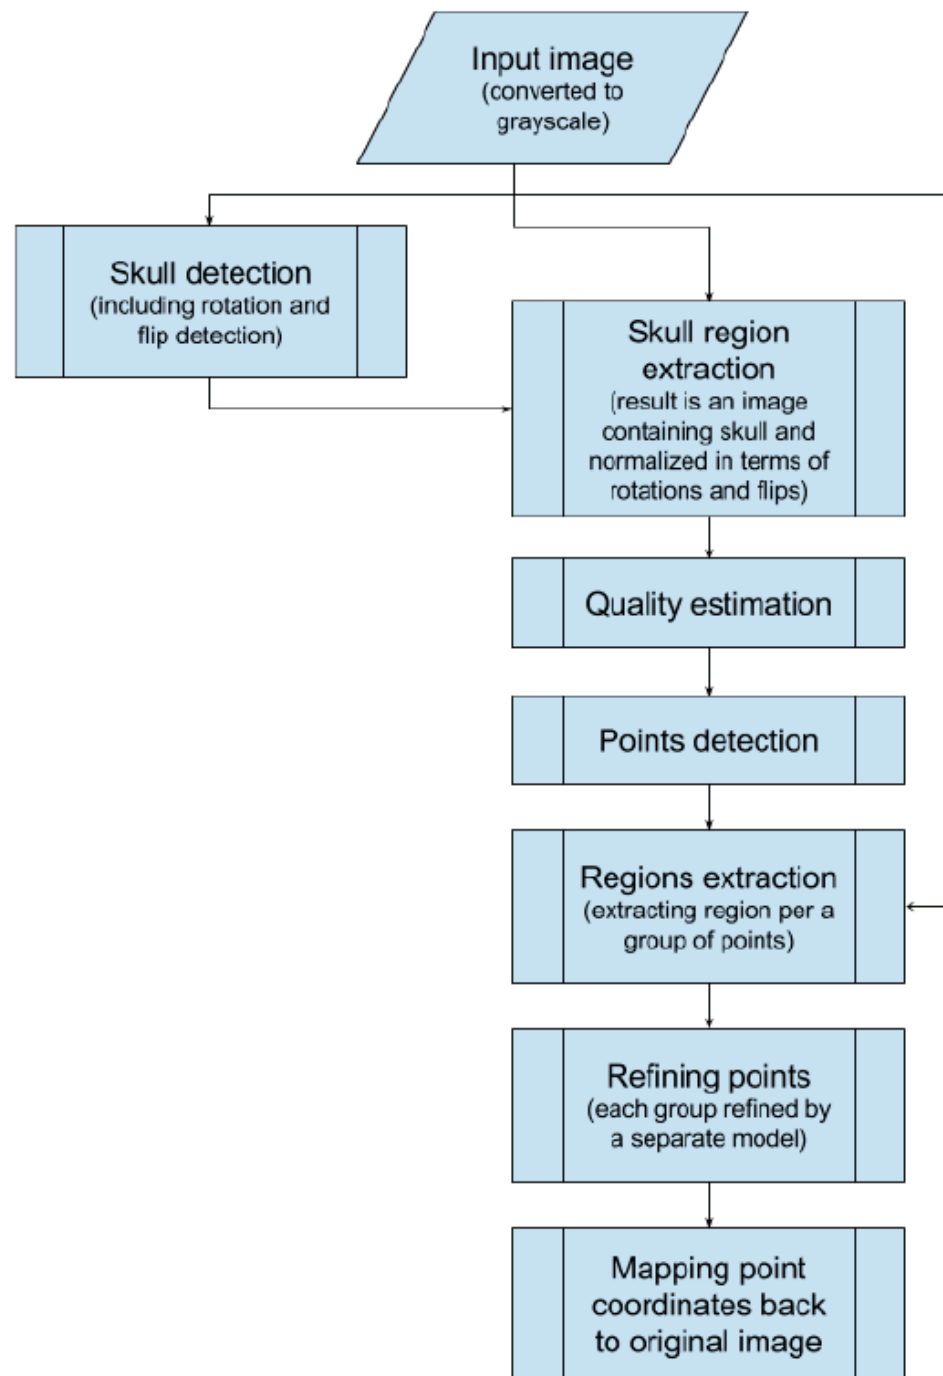 Input image
(converted to
grayscale)
Skull detection
(including rotation and
flip detection)
Skull region
extraction
(result is an image
containing skull and
normalized in terms of
rotations and flips)
Quality estimation
Points detection
Regions extraction
(extracting region per a
group of points)
Refining points
(each group refined by
a separate model)
Mapping point
coordinates back
to original image